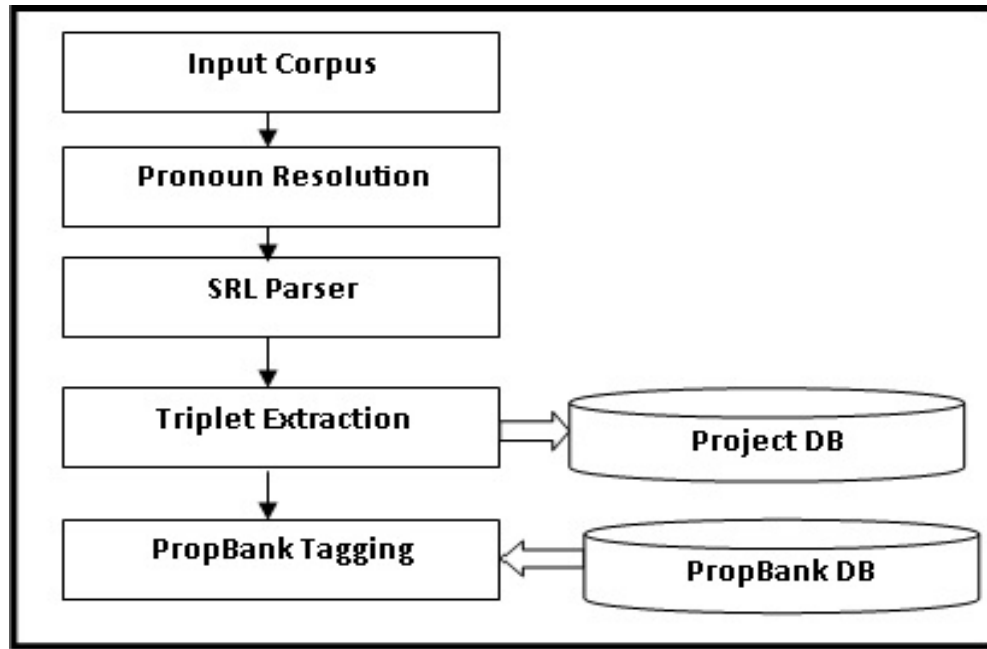 Input Corpus
Pronoun Resolution
SRL Parser
Triplet Extraction
Project DB
PropBank Tagging
PropBank DB